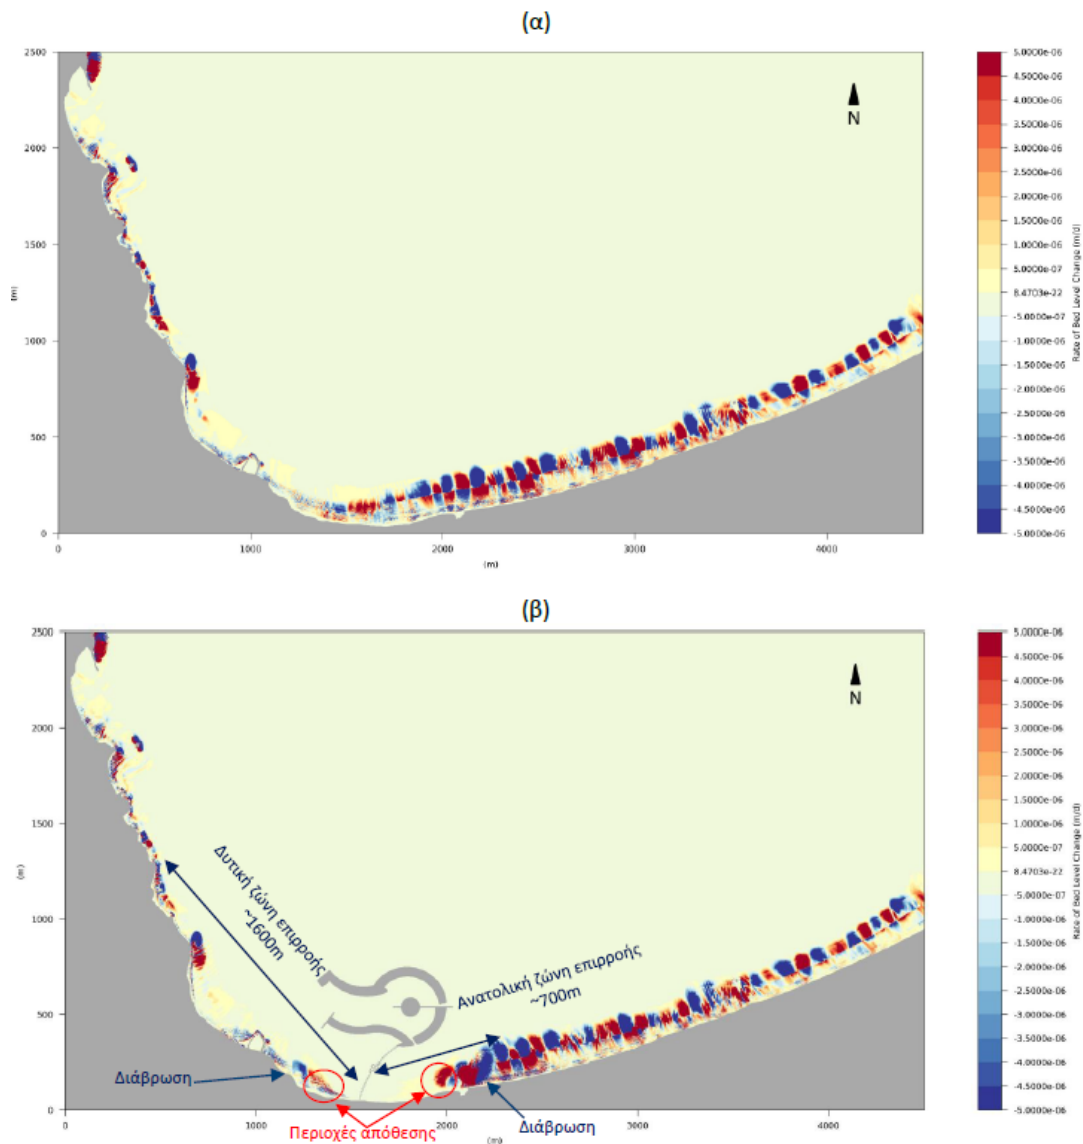 (α)
2500
2000
1500
1000
500
0
(m)
0
1000
2000
3000
4000
(m)
N
5.0000e-06
4.5000e-06
4.0000e-06
3.5000e-06
3.0000e-06
2.5000e-06
2.0000e-06
1.5000e-06
1.0000e-06
5.0000e-07
8.4703e-22
-5.0000e-07
-1.0000e-06
-1.5000e-06
-2.0000e-06
-2.5000e-06
-3.0000e-06
-3.5000e-06
-4.0000e-06
-4.5000e-06
-5.0000e-06
Rate of Bed Level Change (m/d)
(β)
2500
2000
1500
1000
500
0
(m)
0
1000
2000
3000
4000
(m)
N
Δυτική ζώνη επιρροής
~1600m
Ανατολική ζώνη επιρροής
~700m
Διάβρωση
Περιοχές απόθεσης
Διάβρωση
5.0000e-06
4.5000e-06
4.0000e-06
3.5000e-06
3.0000e-06
2.5000e-06
2.0000e-06
1.5000e-06
1.0000e-06
5.0000e-07
8.4703e-22
-5.0000e-07
-1.0000e-06
-1.5000e-06
-2.0000e-06
-2.5000e-06
-3.0000e-06
-3.5000e-06
-4.0000e-06
-4.5000e-06
-5.0000e-06
Rate of Bed Level Change (m/d)